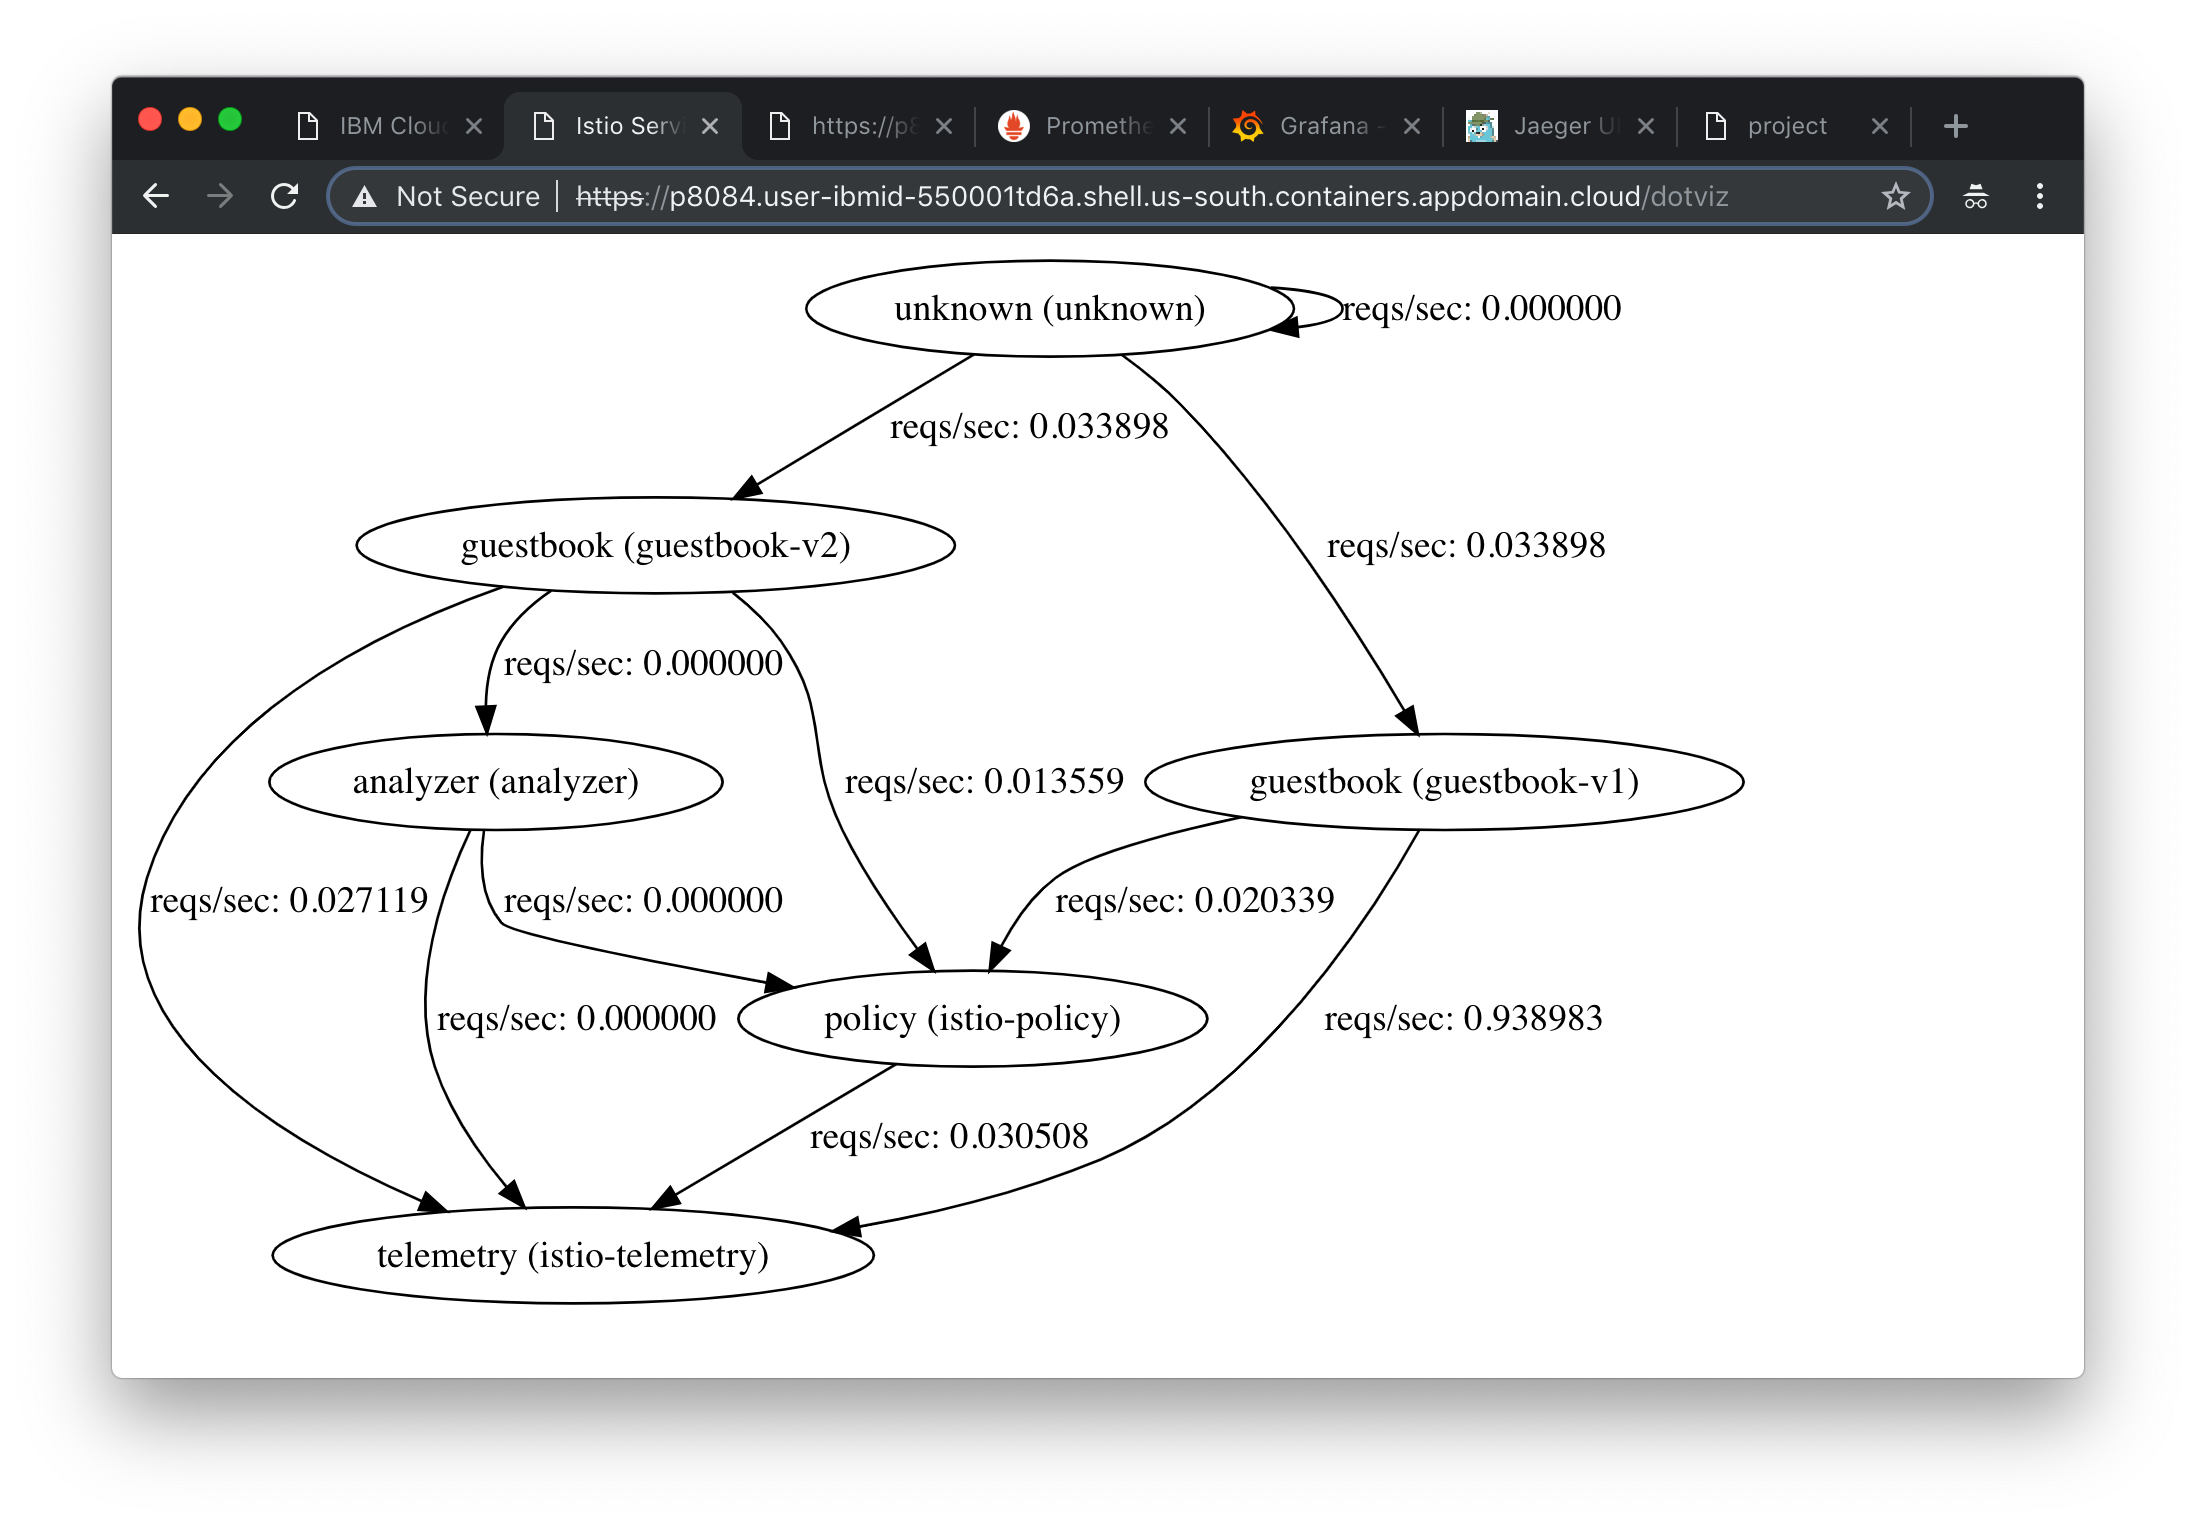 IBM Clou
Istio Serv
https://p8
Promethe
Grafana -
Jaeger U
project
Not Secure
https://p8084.user-ibmid-550001td6a.shell.us-south.containers.appdomain.cloud/dotviz
unknown (unknown)
reqs/sec: 0.000000
reqs/sec: 0.033898
guestbook (guestbook-v2)
reqs/sec: 0.033898
reqs/sec: 0.000000
analyzer (analyzer)
reqs/sec: 0.013559
guestbook (guestbook-v1)
reqs/sec: 0.027119
reqs/sec: 0.000000
reqs/sec: 0.020339
reqs/sec: 0.000000
policy (istio-policy)
reqs/sec: 0.938983
reqs/sec: 0.030508
telemetry (istio-telemetry)